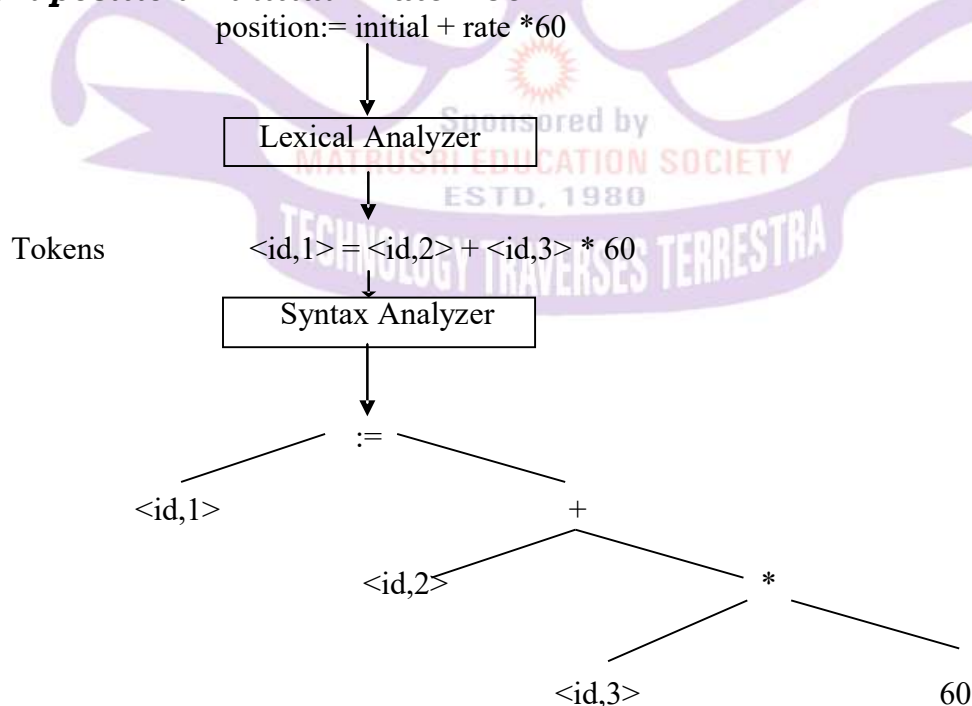 position:= initial + rate *60
Lexical Analyzer
Sponsored by
MATRUSRI EDUCATION SOCIETY
ESTD, 1980
TECHNOLOGY TRAVERSES TERRESTRA
Tokens <id,1> = <id,2> + <id,3> * 60
Syntax Analyzer
:=
<id,1> +
<id,2> *
<id,3> 60